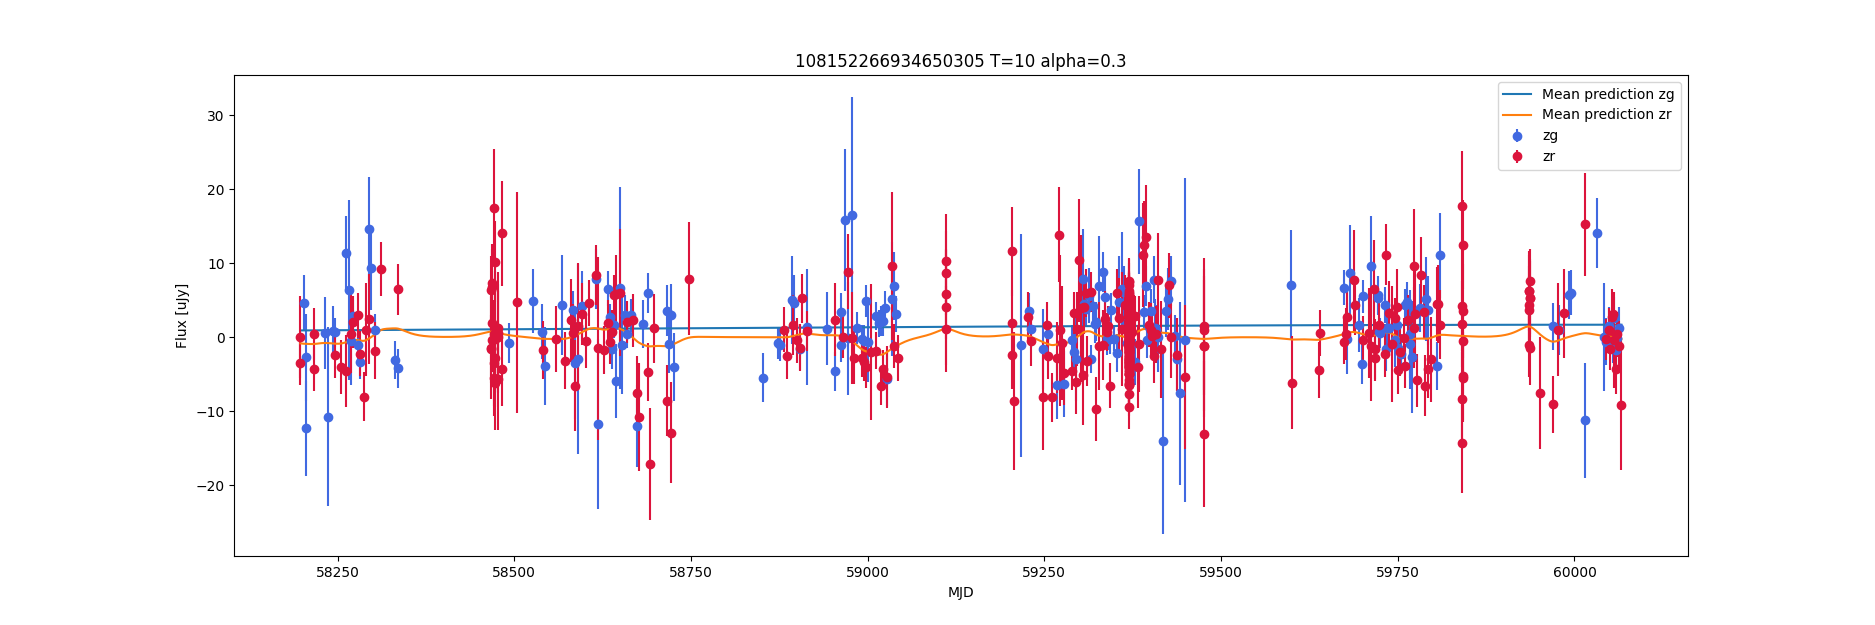 108152266934650305 T=10 alpha=0.3
Mean prediction zg
Mean prediction zr
zg
zr
Flux [uJy]
30
20
10
0
−10
−20
58250 58500 58750 59000 59250 59500 59750 60000
MJD